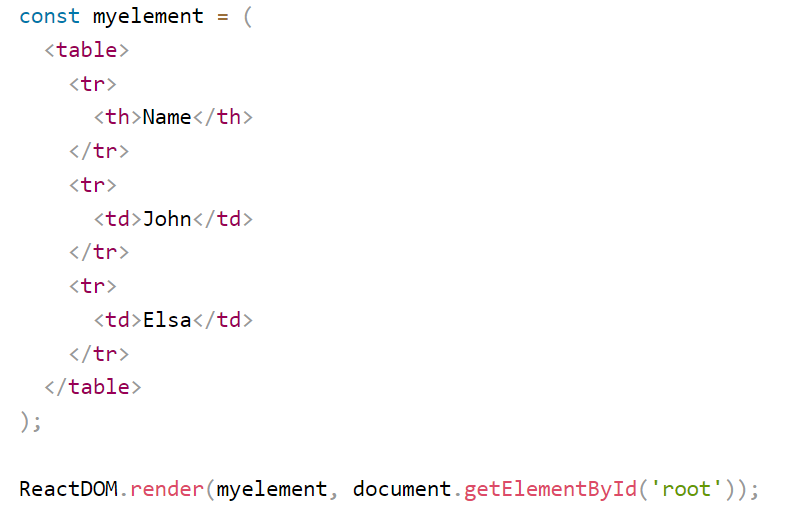 const myelement = (
  <table>
    <tr>
      <th>Name</th>
    </tr>
    <tr>
      <td>John</td>
    </tr>
    <tr>
      <td>Elsa</td>
    </tr>
  </table>
);

ReactDOM.render(myelement, document.getElementById('root'));